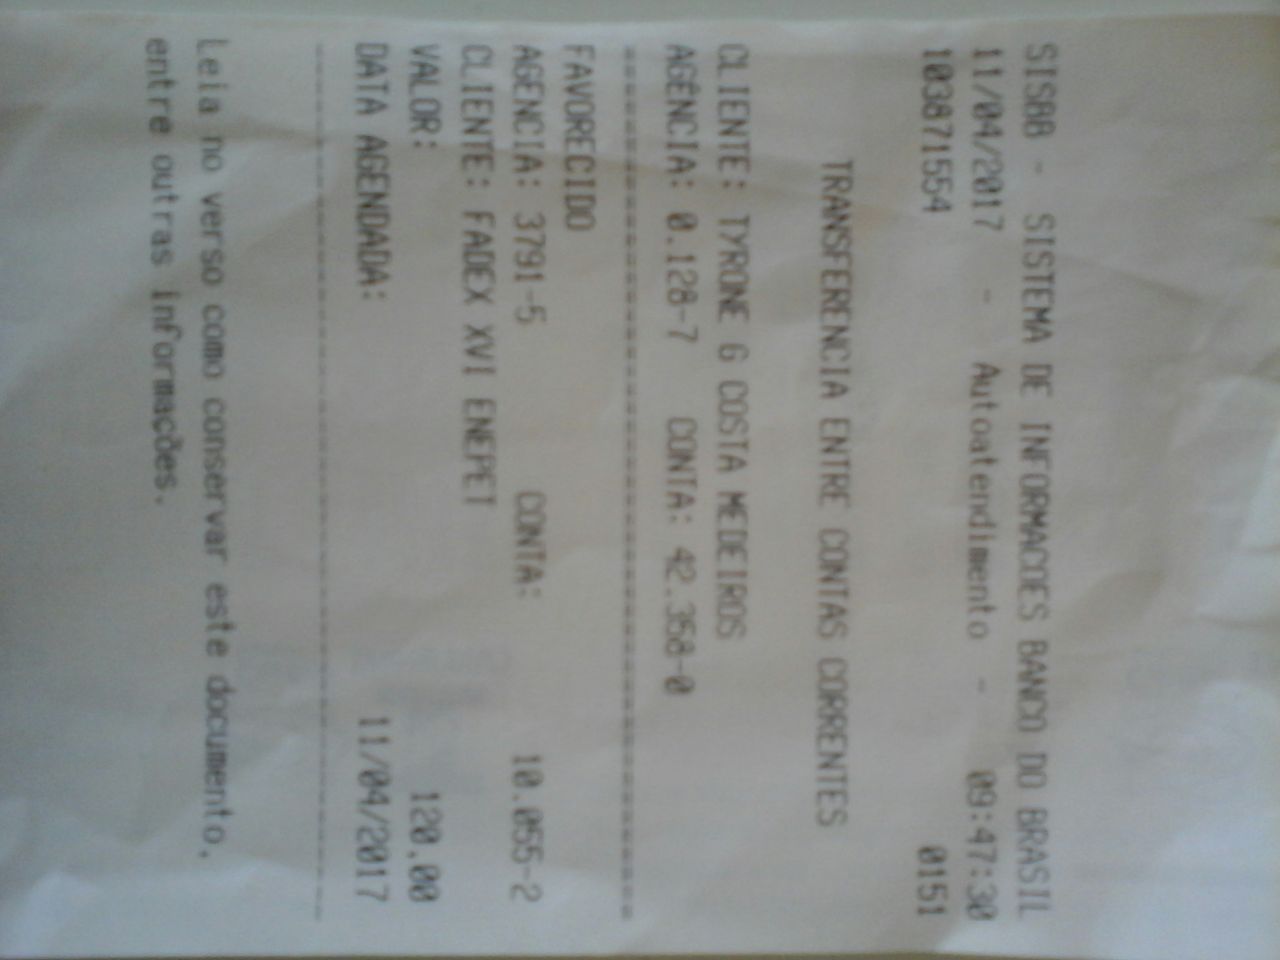 SISBB - SISTEMA DE INFORMACOES BANCO DO BRASIL
11/04/2017 - Autoatendimento - 09:47:30
103871554 0151
TRANSFERENCIA ENTRE CONTAS CORRENTES
CLIENTE: TYRONE G COSTA MEDEIROS
AGÊNCIA: 0.128-7 CONTA: 42.358-0
FAVORECIDO
AGENCIA: 3791-5 CONTA: 10.055-2
CLIENTE: FADEX XVI ENEPET
VALOR: 120,00
DATA AGENDADA: 11/04/2017
Leia no verso como conservar este documento,
entre outras informações.